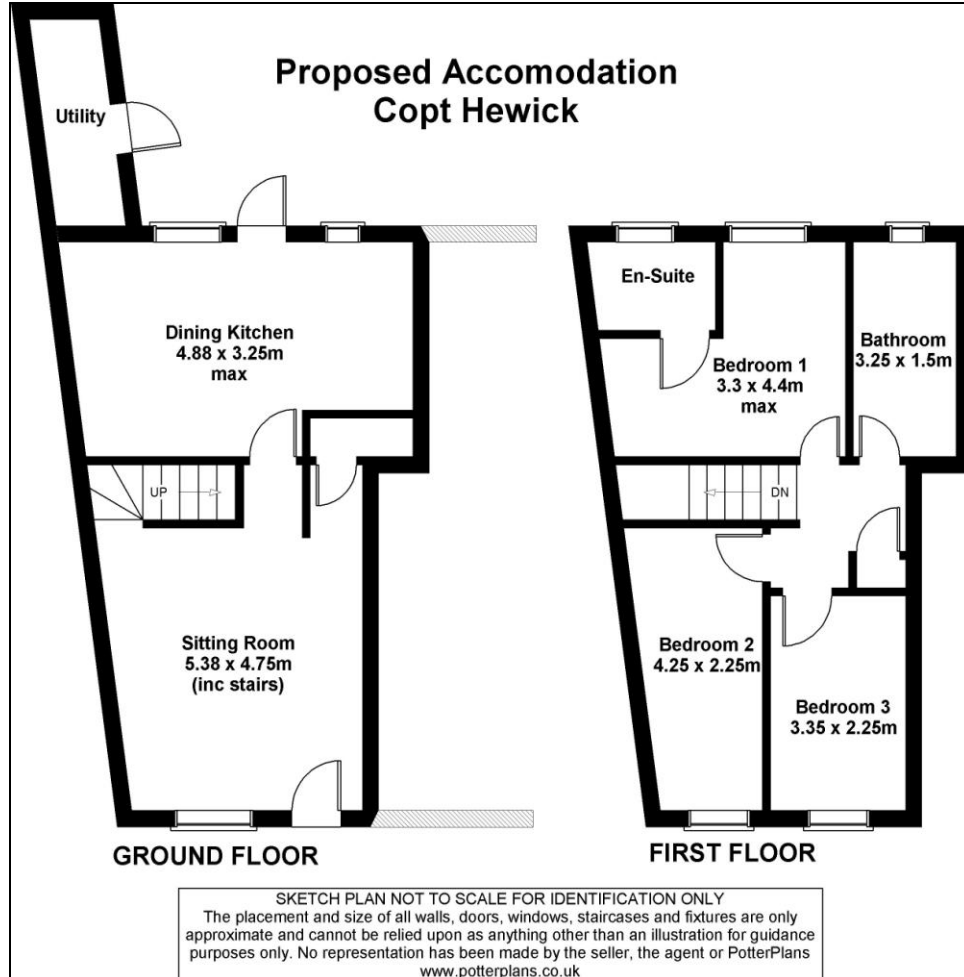 Proposed Accomodation
Copt Hewick
Utility
Dining Kitchen
4.88 x 3.25m
max
UP
Sitting Room
5.38 x 4.75m
(inc stairs)
GROUND FLOOR
En-Suite
Bedroom 1
3.3 x 4.4m
max
Bathroom
3.25 x 1.5m
DN
Bedroom 2
4.25 x 2.25m
Bedroom 3
3.35 x 2.25m
FIRST FLOOR
SKETCH PLAN NOT TO SCALE FOR IDENTIFICATION ONLY
The placement and size of all walls, doors, windows, staircases and fixtures are only
approximate and cannot be relied upon as anything other than an illustration for guidance
purposes only. No representation has been made by the seller, the agent or PotterPlans
www.potterplans.co.uk